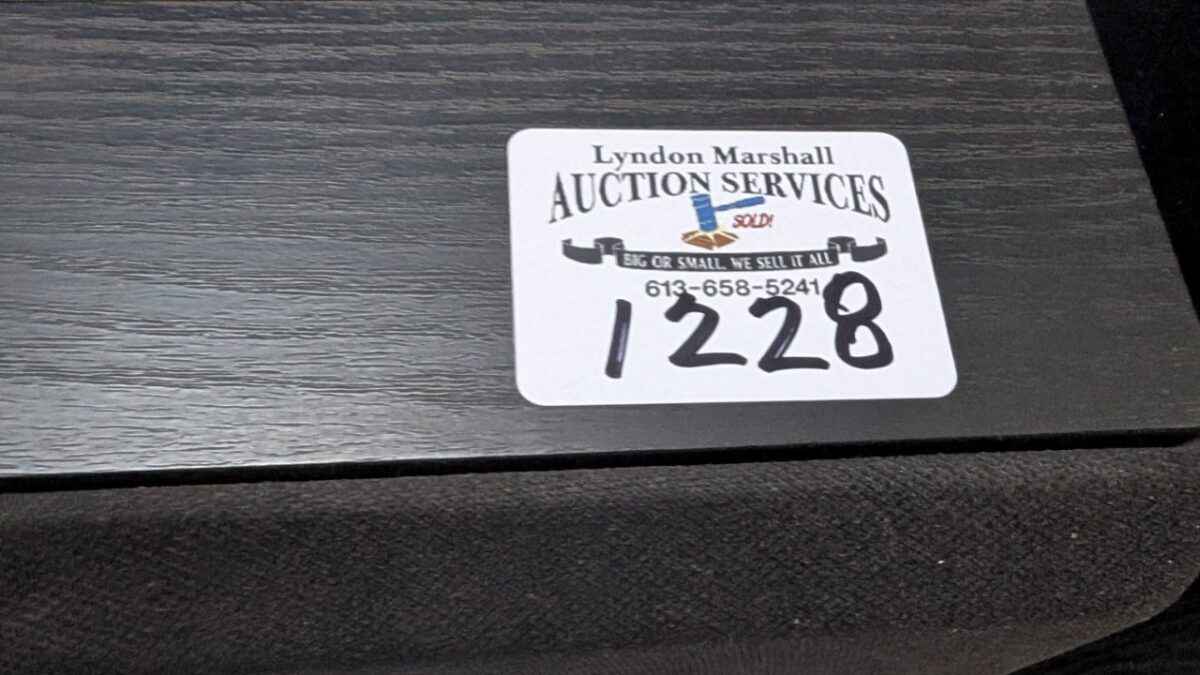 Lyndon Marshall
AUCTION SERVICES
SOLD!
BIG OR SMALL, WE SELL IT ALL
613-658-5241
1228